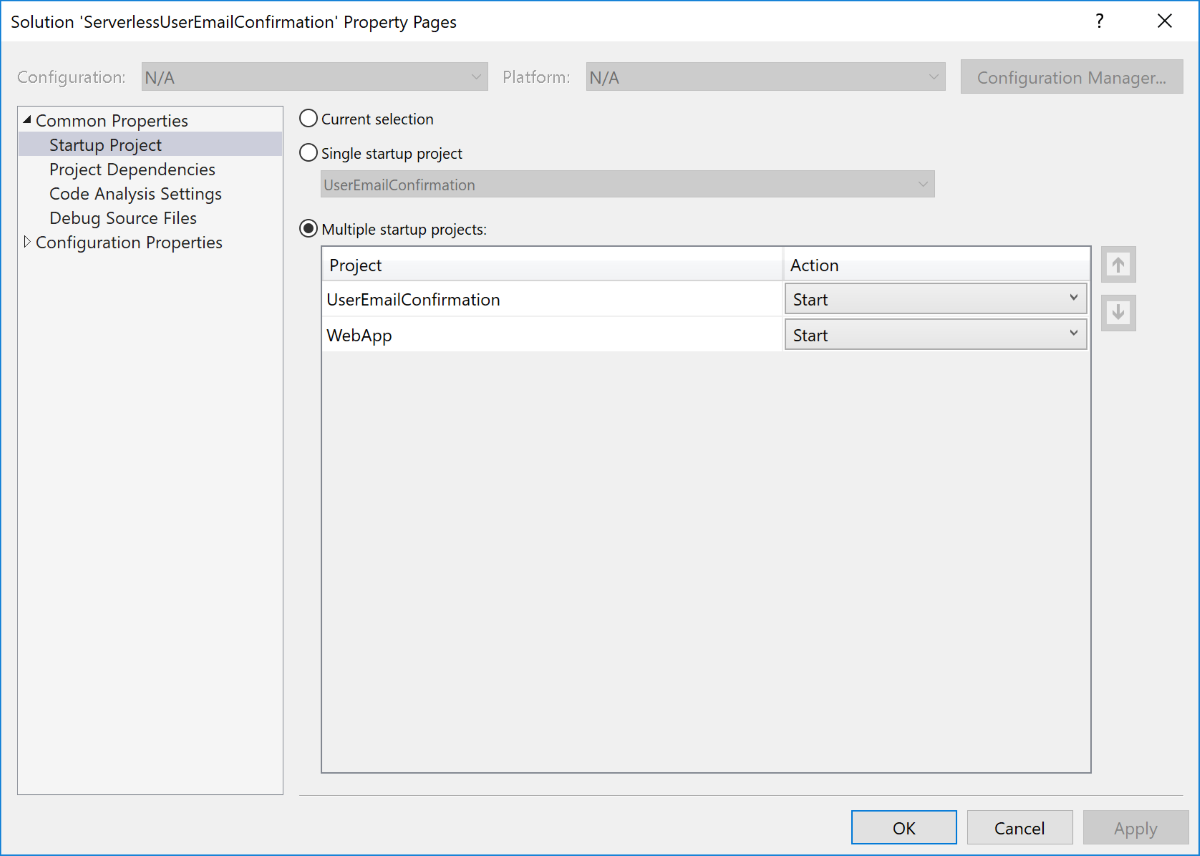 Solution 'ServerlessUserEmailConfirmation' Property Pages ?
Configuration: N/A Platform: N/A Configuration Manager...
Common Properties
Startup Project
Project Dependencies
Code Analysis Settings
Debug Source Files
Configuration Properties
Current selection
Single startup project
UserEmailConfirmation
Multiple startup projects:
Project Action
UserEmailConfirmation Start
WebApp Start
OK Cancel Apply